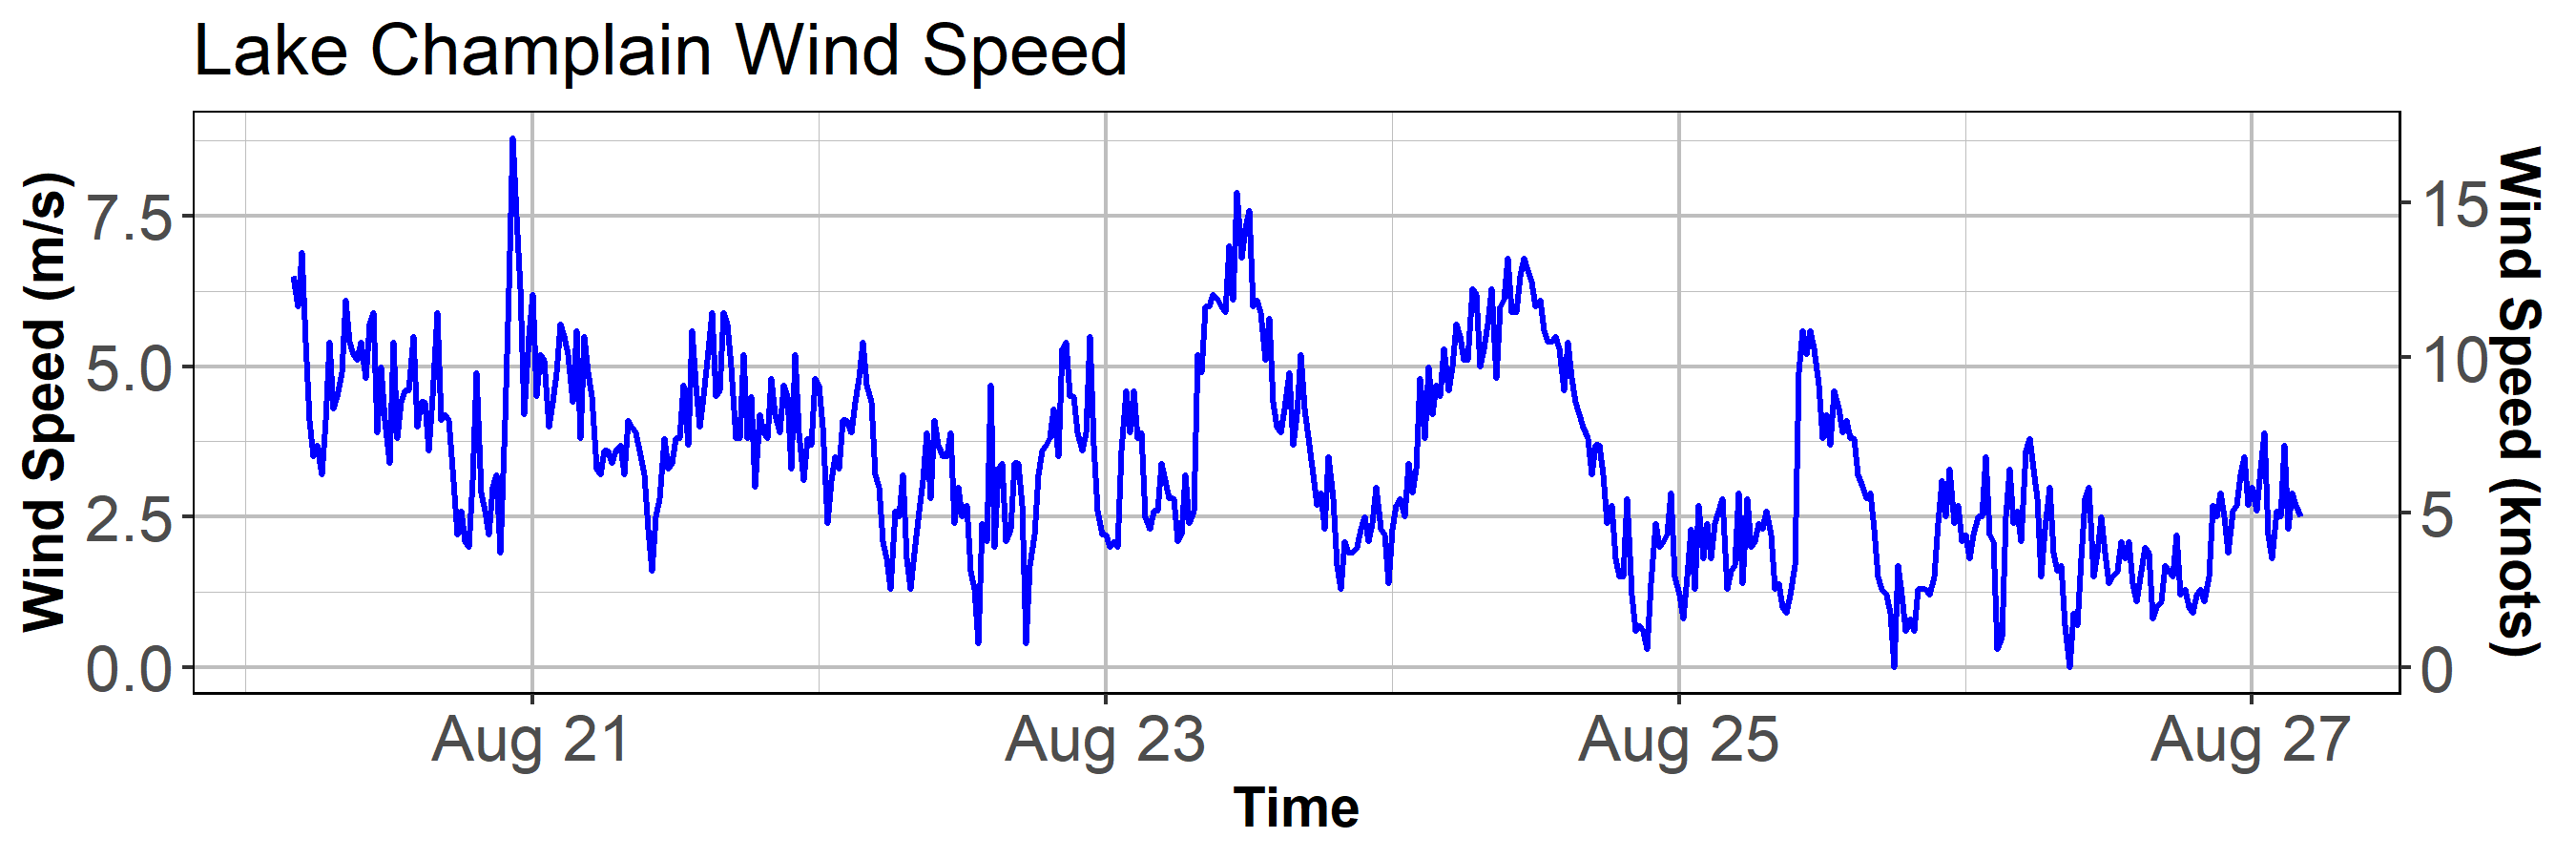 Lake Champlain Wind Speed
Wind Speed (m/s)
7.5
5.0
2.5
0.0
15
10
5
0
Wind Speed (knots)
Aug 21
Aug 23
Aug 25
Aug 27
Time